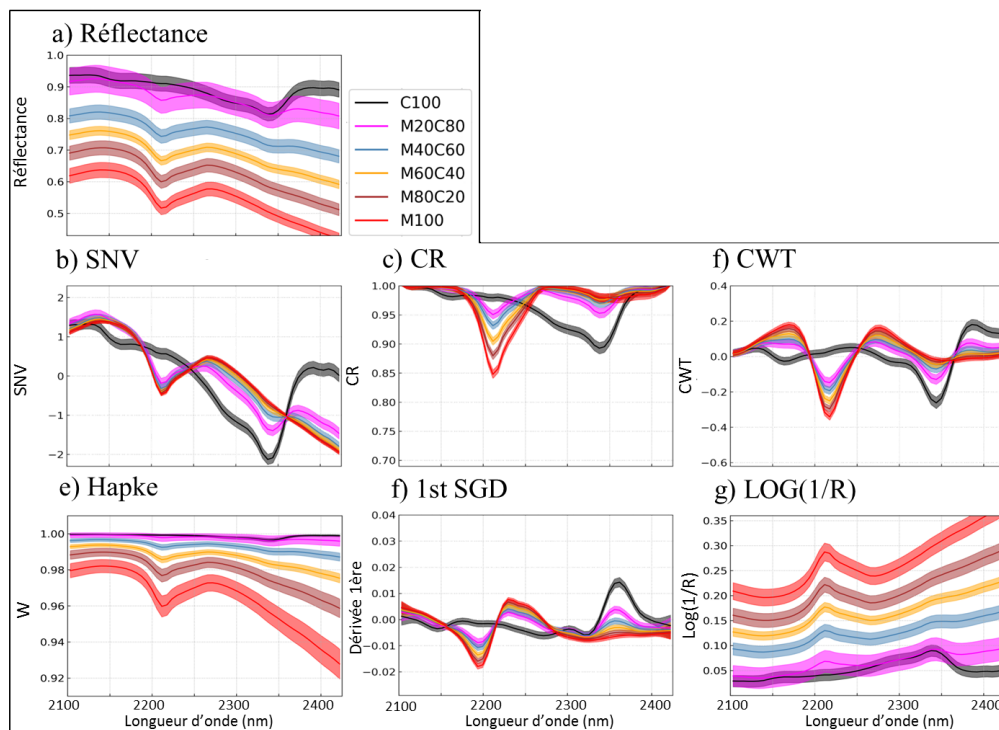 a) Réflectance
1.0
0.9
0.8
0.7
0.6
0.5
Réflectance
C100
M20C80
M40C60
M60C40
M80C20
M100
b) SNV
2
1
0
−1
−2
SNV
c) CR
1.00
0.95
0.90
0.85
0.80
0.75
0.70
CR
f) CWT
0.4
0.2
0.0
−0.2
−0.4
−0.6
CWT
e) Hapke
1.00
0.98
0.96
0.94
0.92
W
2100 2200 2300 2400
Longueur d’onde (nm)
f) 1st SGD
0.04
0.03
0.02
0.01
0.00
−0.01
−0.02
Dérivée 1ère
2100 2200 2300 2400
Longueur d’onde (nm)
g) LOG(1/R)
0.35
0.30
0.25
0.20
0.15
0.10
0.05
Log(1/R)
2100 2200 2300 2400
Longueur d’onde (nm)